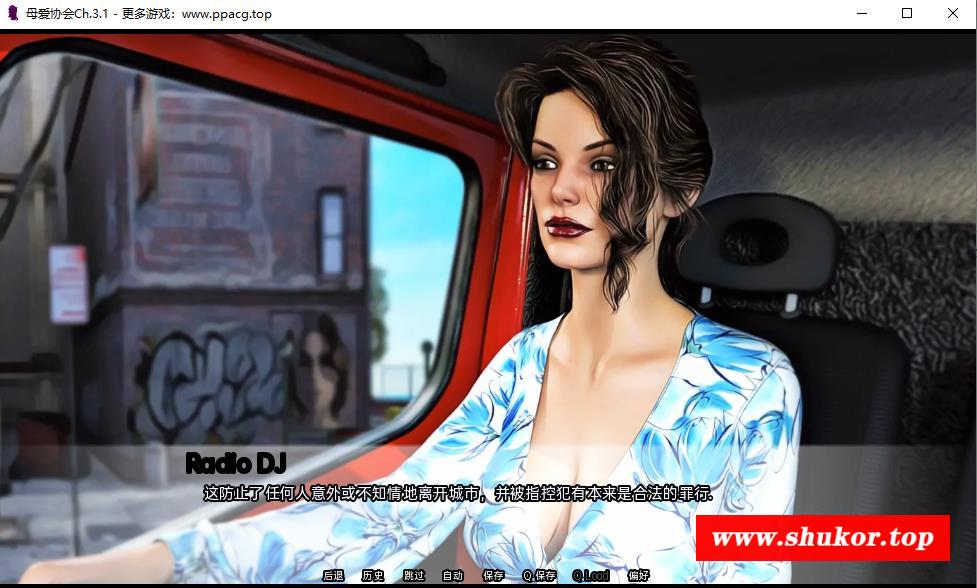 母爱协会Ch.3.1 - 更多游戏：www.ppacg.top
Radio DJ
这防止了任何人意外或不知情地离开城市，并被指控犯有本来是合法的罪行.
www.shukor.top
后退 历史 跳过 自动 保存 Q.保存 Q.Load 偏好